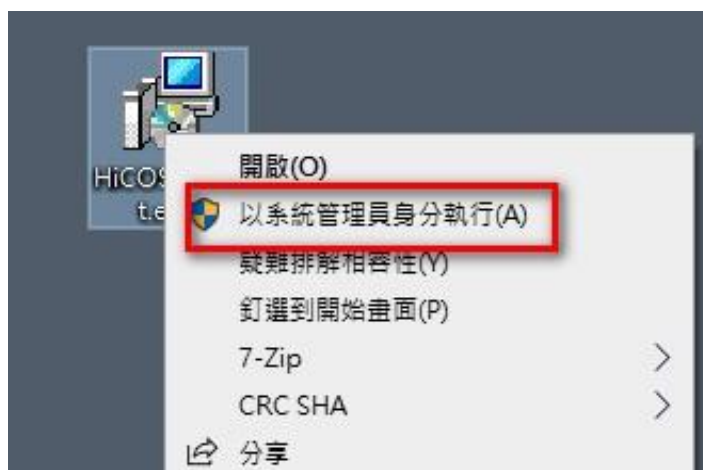 HiCOS
t.e
開啟(O)
以系統管理員身分執行(A)
疑難排解相容性(Y)
釘選到開始畫面(P)
7-Zip
CRC SHA
分享